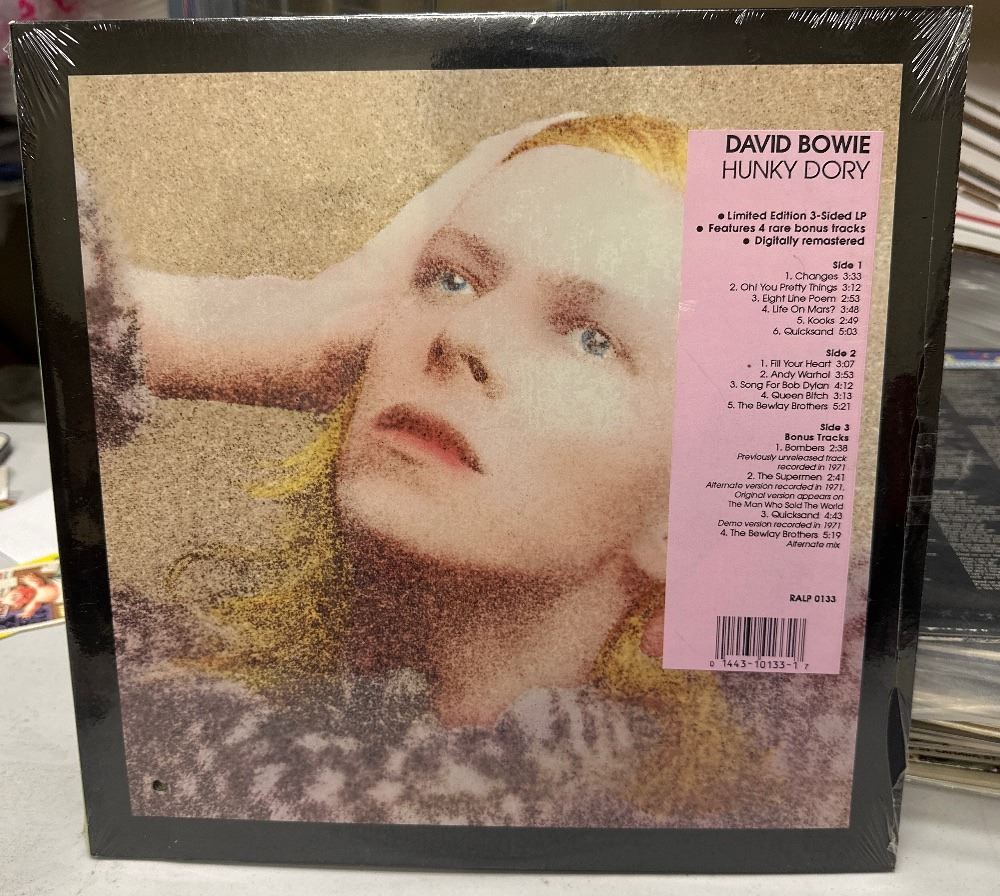 DAVID BOWIE
HUNKY DORY
• Limited Edition 3-Sided LP
• Features 4 rare bonus tracks
• Digitally remastered
Side 1
1. Changes 3:33
2. Oh! You Pretty Things 3:12
3. Eight Line Poem 2:53
4. Life On Mars? 3:48
5. Kooks 2:49
6. Quicksand 5:03
Side 2
1. Fill Your Heart 3:07
2. Andy Warhol 3:53
3. Song For Bob Dylan 4:12
4. Queen Bitch 3:13
5. The Bewlay Brothers 5:21
Side 3
Bonus Tracks
1. Bombers 2:38
Previously unreleased track
recorded in 1971
2. The Supermen 2:41
Alternate version recorded in 1971.
Original version appears on
The Man Who Sold The World
3. Quicksand 4:43
Demo version recorded in 1971
4. The Bewlay Brothers 5:19
Alternate mix
RALP 0133
0 1443-10133-1 7